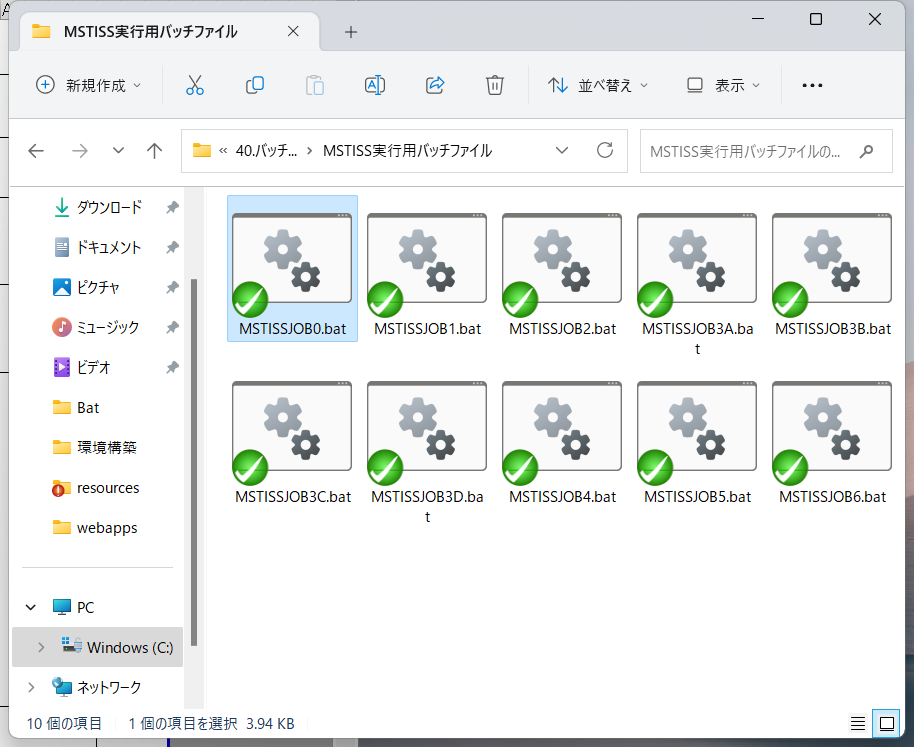 MSTISS実行用バッチファイル
新規作成
並べ替え
表示
« 40.バッチ... › MSTISS実行用バッチファイル
MSTISS実行用バッチファイルの...
ダウンロード
ドキュメント
ピクチャ
ミュージック
ビデオ
Bat
環境構築
resources
webapps
PC
Windows (C:)
ネットワーク
MSTISSJOB0.bat
MSTISSJOB1.bat
MSTISSJOB2.bat
MSTISSJOB3A.ba
t
MSTISSJOB3B.bat
MSTISSJOB3C.bat
MSTISSJOB3D.ba
t
MSTISSJOB4.bat
MSTISSJOB5.bat
MSTISSJOB6.bat
10 個の項目
1 個の項目を選択 3.94 KB